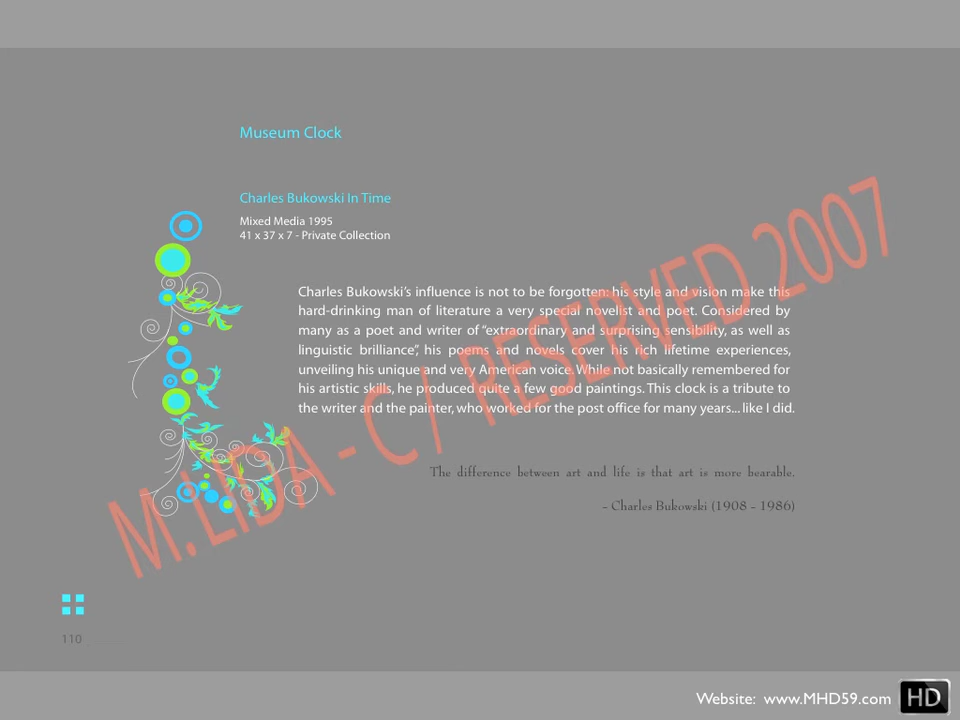 Museum Clock
Charles Bukowski In Time
Mixed Media 1995
41 x 37 x 7 - Private Collection
Charles Bukowski’s influence is not to be forgotten: his style and vision make this
hard-drinking man of literature a very special novelist and poet. Considered by
many as a poet and writer of “extraordinary and surprising sensibility, as well as
linguistic brilliance”, his poems and novels cover his rich lifetime experiences,
unveiling his unique and very American voice. While not basically remembered for
his artistic skills, he produced quite a few good paintings. This clock is a tribute to
the writer and the painter, who worked for the post office for many years... like I did.
The difference between art and life is that art is more bearable.
- Charles Bukowski (1908 - 1986)
M.LIDA - C / RESERVED 2007
110
Website: www.MHD59.com
HD